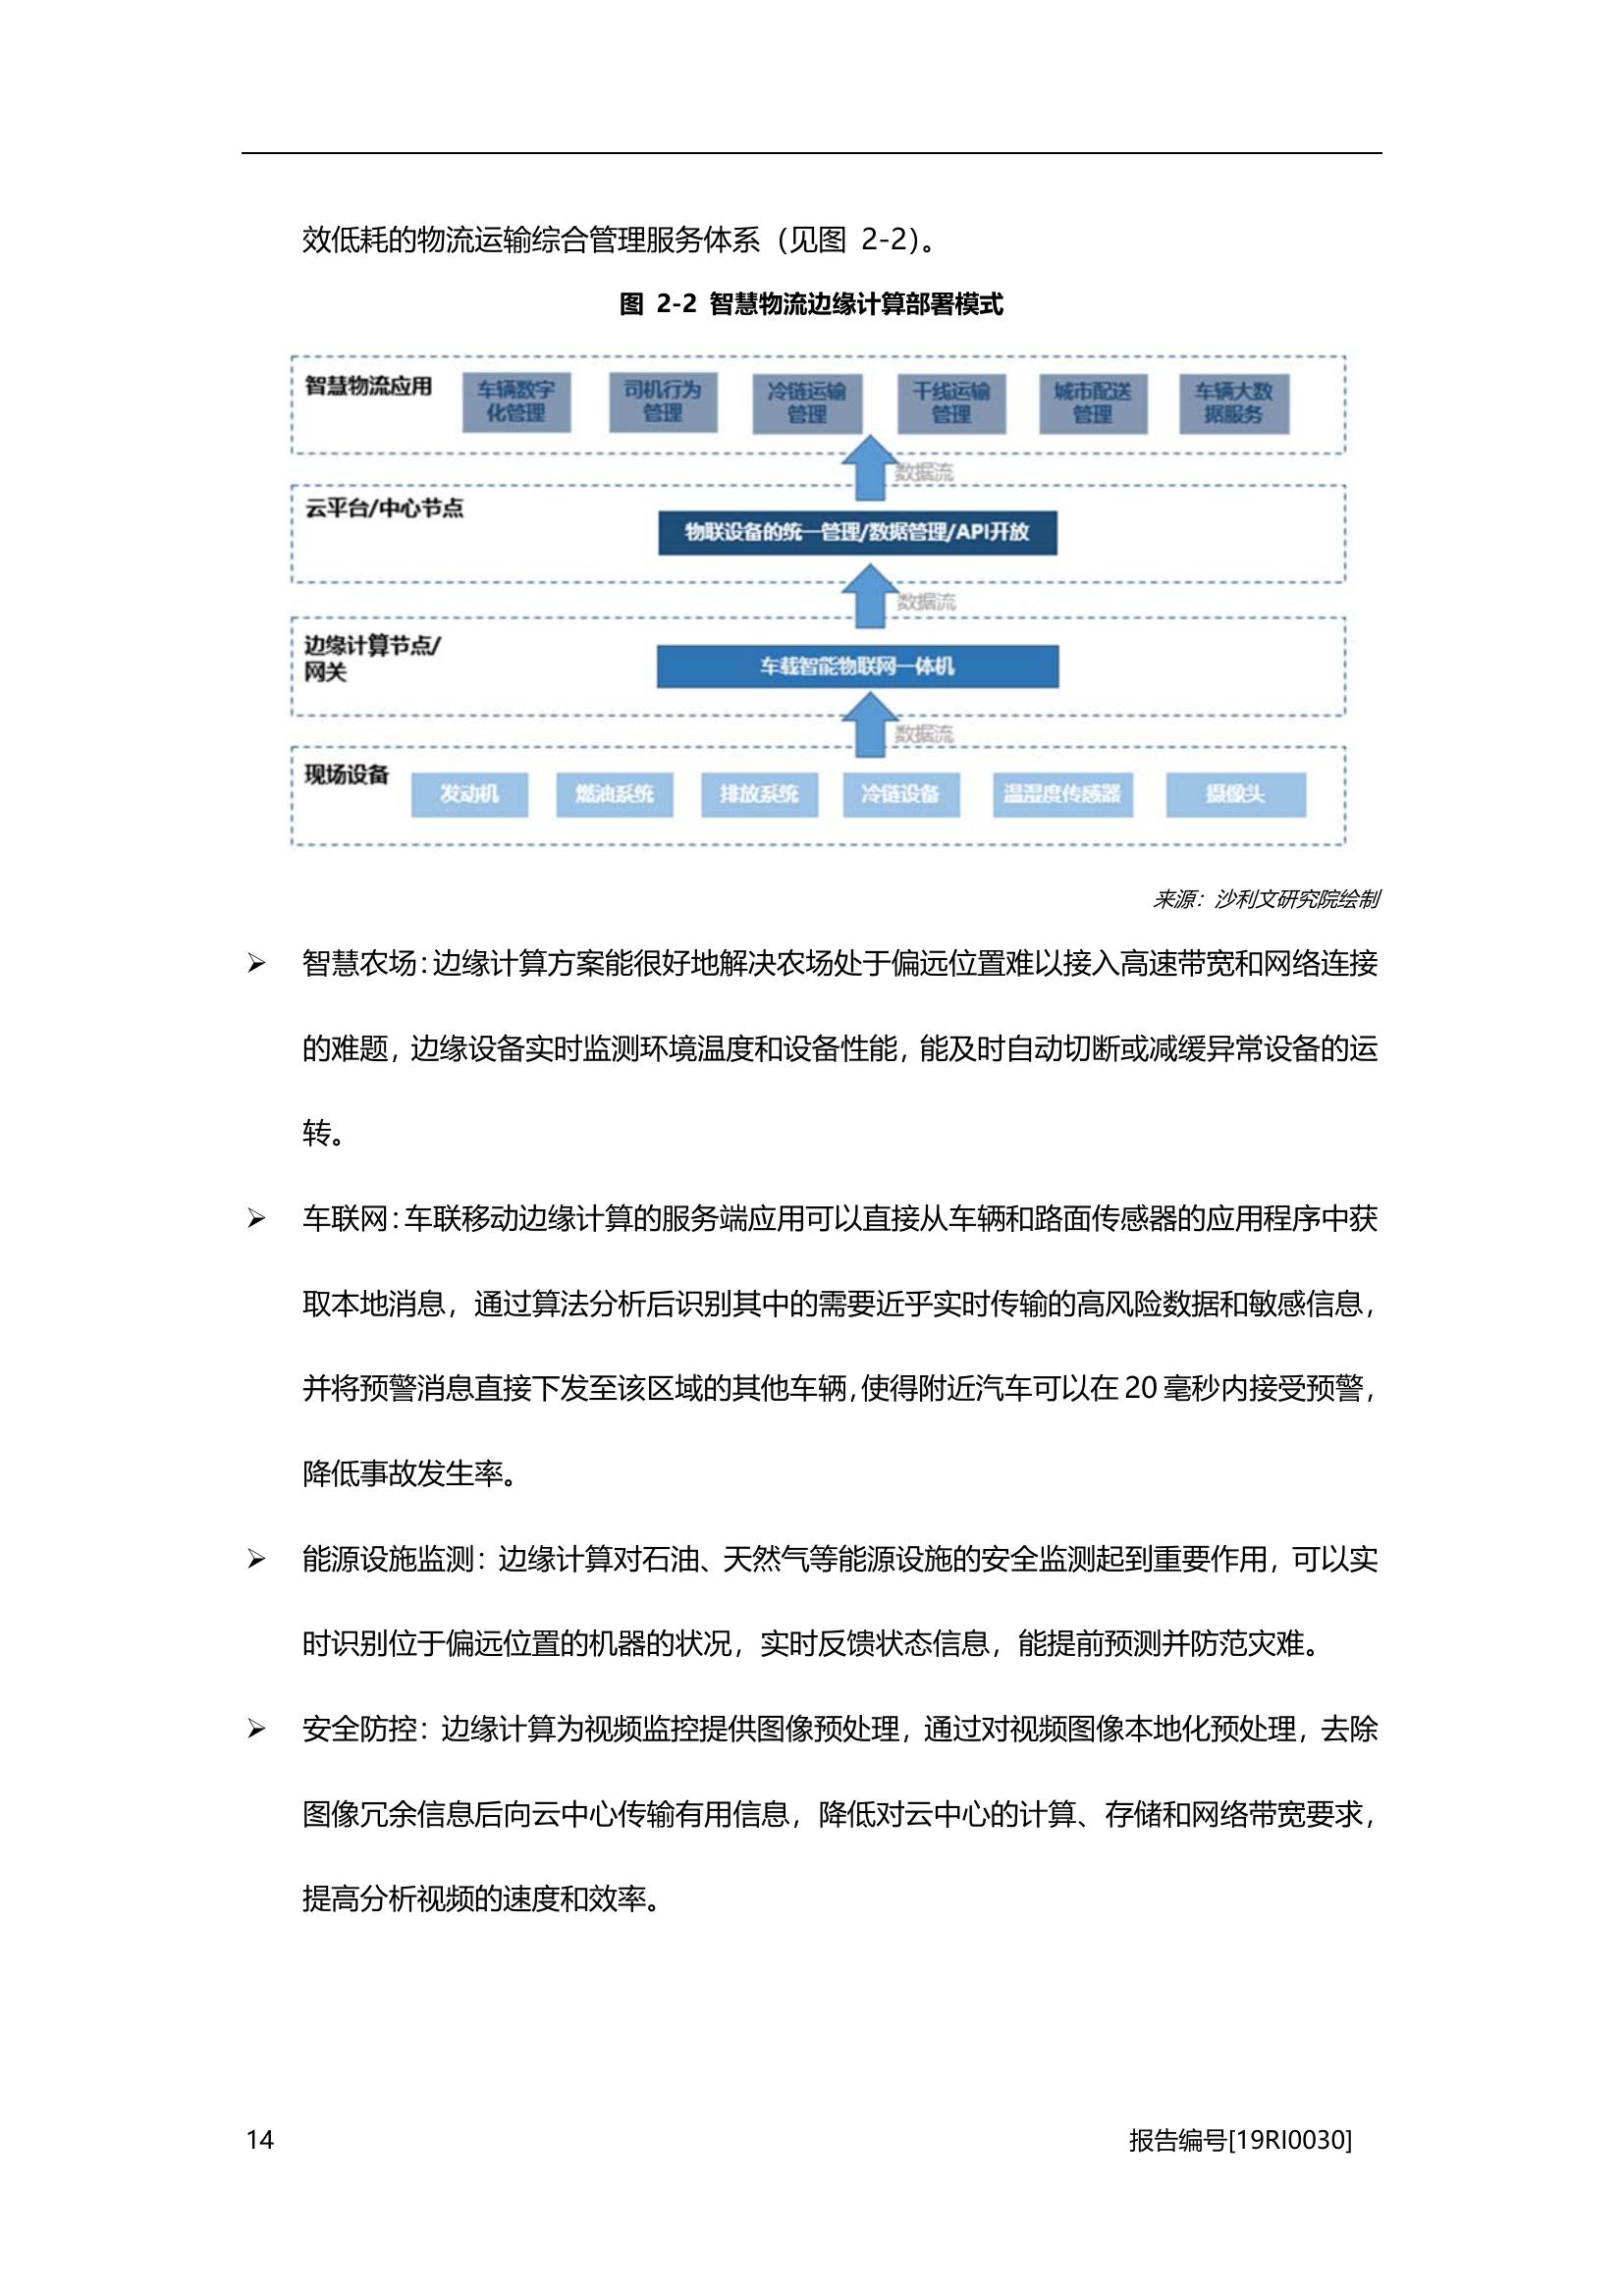 效低耗的物流运输综合管理服务体系（见图 2-2）。
图 2-2 智慧物流边缘计算部署模式
智慧物流应用
车辆数字
化管理
司机行为
管理
冷链运输
管理
干线运输
管理
城市配送
管理
车辆大数
据服务
数据流
云平台/中心节点
物联设备的统一管理/数据管理/API开放
数据流
边缘计算节点/
网关
车载智能物联网一体机
数据流
现场设备
发动机
燃油系统
排放系统
冷链设备
温湿度传感器
摄像头
来源：沙利文研究院绘制
➢ 智慧农场：边缘计算方案能很好地解决农场处于偏远位置难以接入高速带宽和网络连接
的难题，边缘设备实时监测环境温度和设备性能，能及时自动切断或减缓异常设备的运
转。
➢ 车联网：车联移动边缘计算的服务端应用可以直接从车辆和路面传感器的应用程序中获
取本地消息，通过算法分析后识别其中的需要近乎实时传输的高风险数据和敏感信息，
并将预警消息直接下发至该区域的其他车辆，使得附近汽车可以在 20 毫秒内接受预警，
降低事故发生率。
➢ 能源设施监测：边缘计算对石油、天然气等能源设施的安全监测起到重要作用，可以实
时识别位于偏远位置的机器的状况，实时反馈状态信息，能提前预测并防范灾难。
➢ 安全防控：边缘计算为视频监控提供图像预处理，通过对视频图像本地化预处理，去除
图像冗余信息后向云中心传输有用信息，降低对云中心的计算、存储和网络带宽要求，
提高分析视频的速度和效率。
14
报告编号[19RI0030]